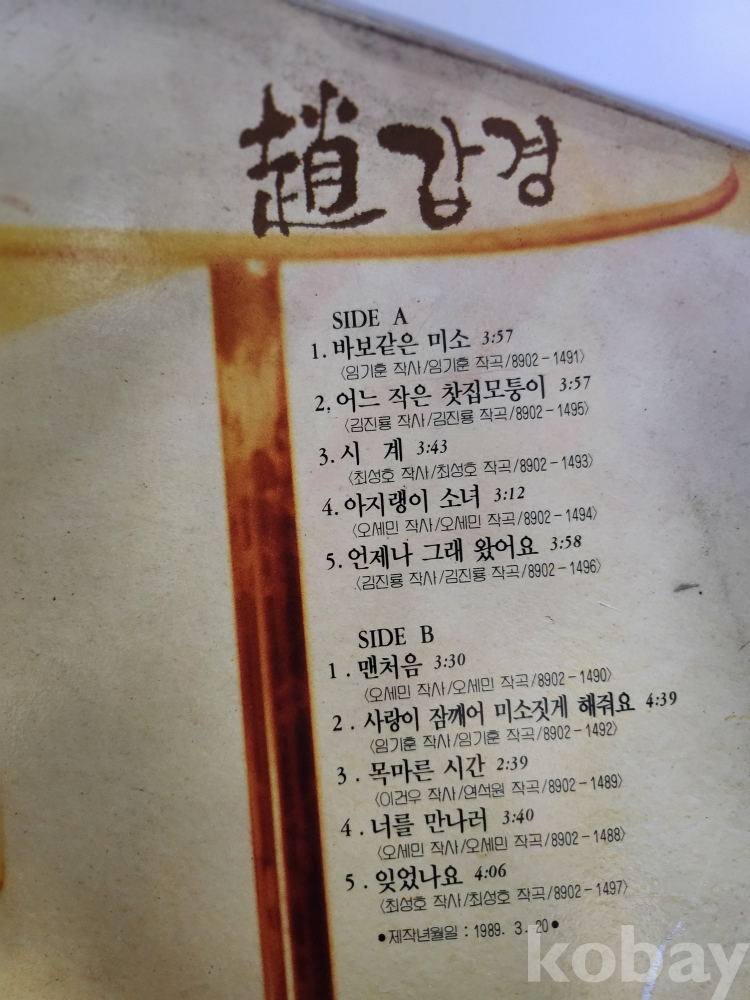 趙갑경
SIDE A
1. 바보같은 미소 3:57
〈임기훈 작사/임기훈 작곡/8902-1491〉
2. 어느 작은 찻집모퉁이 3:57
〈김진룡 작사/김진룡 작곡/8902-1495〉
3. 시 계 3:43
〈최성호 작사/최성호 작곡/8902-1493〉
4. 아지랭이 소녀 3:12
〈오세민 작사/오세민 작곡/8902-1494〉
5. 언제나 그래 왔어요 3:58
〈김진룡 작사/김진룡 작곡/8902-1496〉
SIDE B
1. 맨처음 3:30
〈오세민 작사/오세민 작곡/8902-1490〉
2. 사랑이 잠깨어 미소짓게 해줘요 4:39
〈임기훈 작사/임기훈 작곡/8902-1492〉
3. 목마른 시간 2:39
〈이건우 작사/연석원 작곡/8902-1489〉
4. 너를 만나러 3:40
〈오세민 작사/오세민 작곡/8902-1488〉
5. 잊었나요 4:06
〈최성호 작사/최성호 작곡/8902-1497〉
●제작년월일 : 1989. 3. 20●
kobay